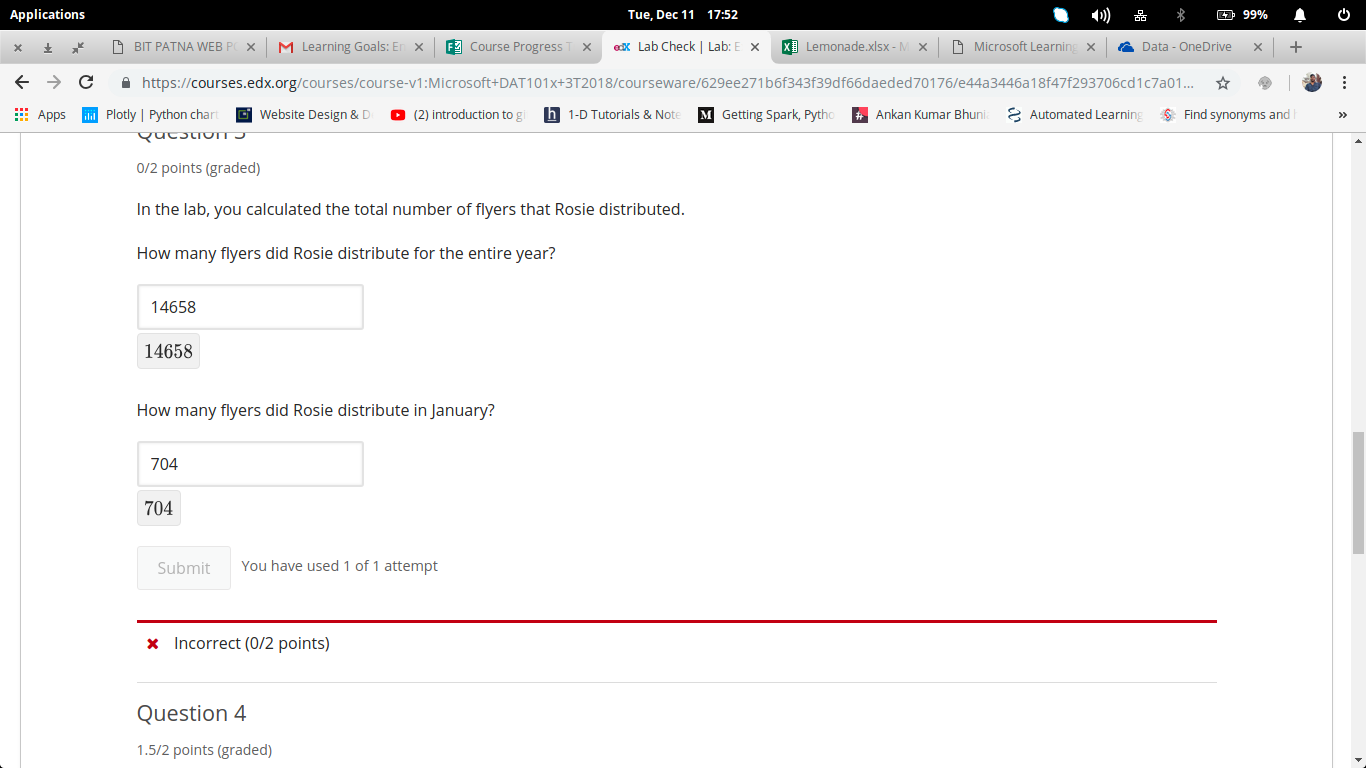 Applications
Tue, Dec 11 17:52
99%
BIT PATNA WEB P
Learning Goals: En
Course Progress T
edX Lab Check | Lab: E
Lemonade.xlsx - M
Microsoft Learning
Data - OneDrive
https://courses.edx.org/courses/course-v1:Microsoft+DAT101x+3T2018/courseware/629ee271b6f343f39df66daeded70176/e44a3446a18f47f293706cd1c7a01...
Apps
Plotly | Python chart
Website Design & D
(2) introduction to g
1-D Tutorials & Note
Getting Spark, Pytho
Ankan Kumar Bhuni
Automated Learning
Find synonyms and
0/2 points (graded)
In the lab, you calculated the total number of flyers that Rosie distributed.
How many flyers did Rosie distribute for the entire year?
14658
14658
How many flyers did Rosie distribute in January?
704
704
Submit
You have used 1 of 1 attempt
Incorrect (0/2 points)
Question 4
1.5/2 points (graded)